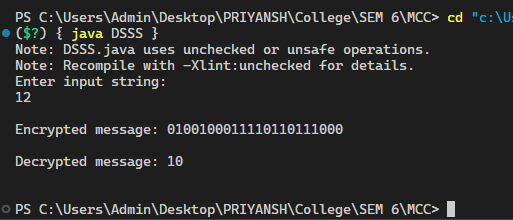 PS C:\Users\Admin\Desktop\PRIYANSH\College\SEM 6\MCC> cd "c:\Us
($?) { java DSSS }
Note: DSSS.java uses unchecked or unsafe operations.
Note: Recompile with -Xlint:unchecked for details.
Enter input string:
12
Encrypted message: 0100100011110110111000
Decrypted message: 10
PS C:\Users\Admin\Desktop\PRIYANSH\College\SEM 6\MCC>